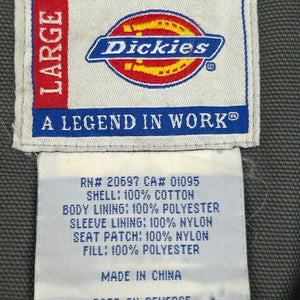 LARGE
Dickies®
A LEGEND IN WORK®
RN# 20697 CA# 01095
SHELL: 100% COTTON
BODY LINING: 100% POLYESTER
SLEEVE LINING: 100% NYLON
SEAT PATCH: 100% NYLON
FILL: 100% POLYESTER
MADE IN CHINA